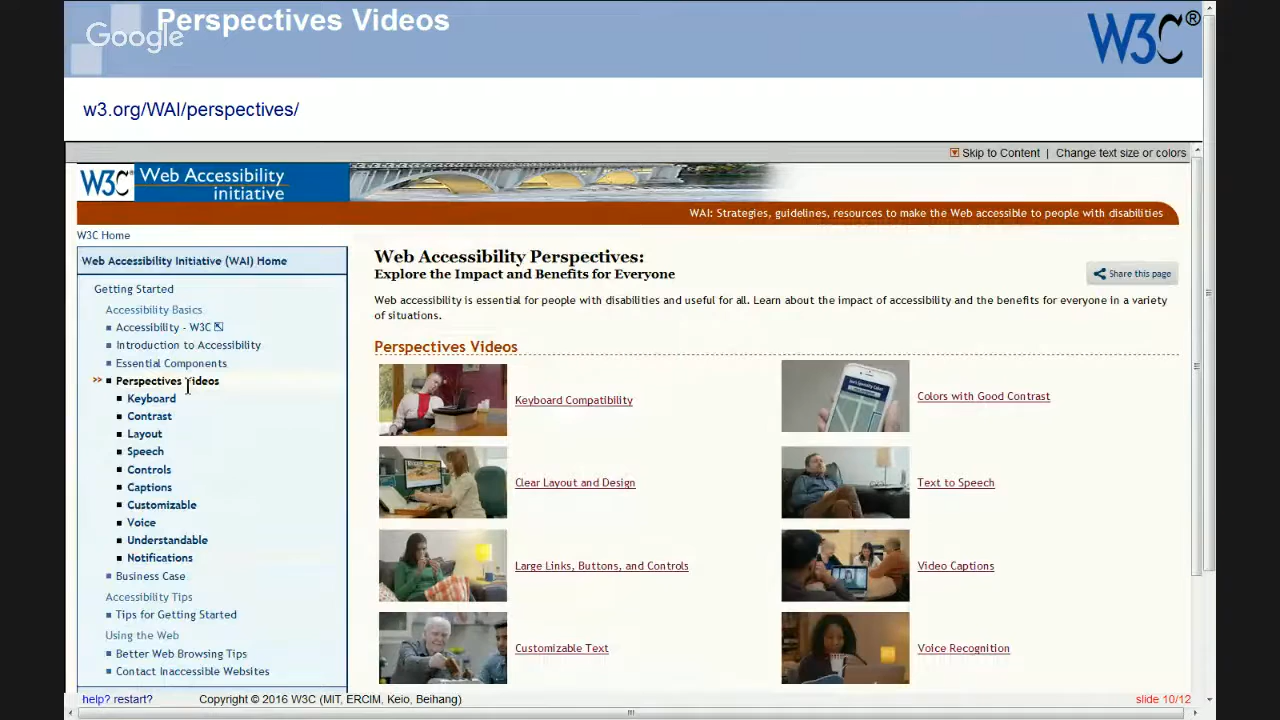 Perspectives Videos
Google
W3C®
w3.org/WAI/perspectives/
Skip to Content | Change text size or colors
W3C® Web Accessibility
initiative
WAI: Strategies, guidelines, resources to make the Web accessible to people with disabilities
W3C Home
Web Accessibility Initiative (WAI) Home
Getting Started
Accessibility Basics
Accessibility - W3C
Introduction to Accessibility
Essential Components
>> Perspectives Videos
Keyboard
Contrast
Layout
Speech
Controls
Captions
Customizable
Voice
Understandable
Notifications
Business Case
Accessibility Tips
Tips for Getting Started
Using the Web
Better Web Browsing Tips
Contact Inaccessible Websites
Web Accessibility Perspectives:
Explore the Impact and Benefits for Everyone
Share this page
Web accessibility is essential for people with disabilities and useful for all. Learn about the impact of accessibility and the benefits for everyone in a variety
of situations.
Perspectives Videos
Keyboard Compatibility
Colors with Good Contrast
Clear Layout and Design
Text to Speech
Large Links, Buttons, and Controls
Video Captions
Customizable Text
Voice Recognition
help? restart?
Copyright © 2016 W3C (MIT, ERCIM, Keio, Beihang)
slide 10/12